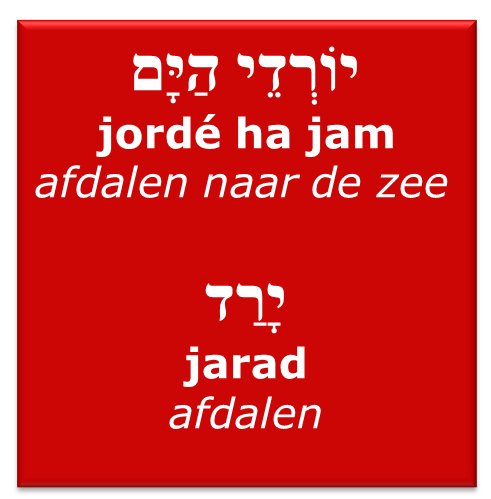 יוֹרְדֵי הַיָּם
jordé ha jam
afdalen naar de zee
יָרַד
jarad
afdalen